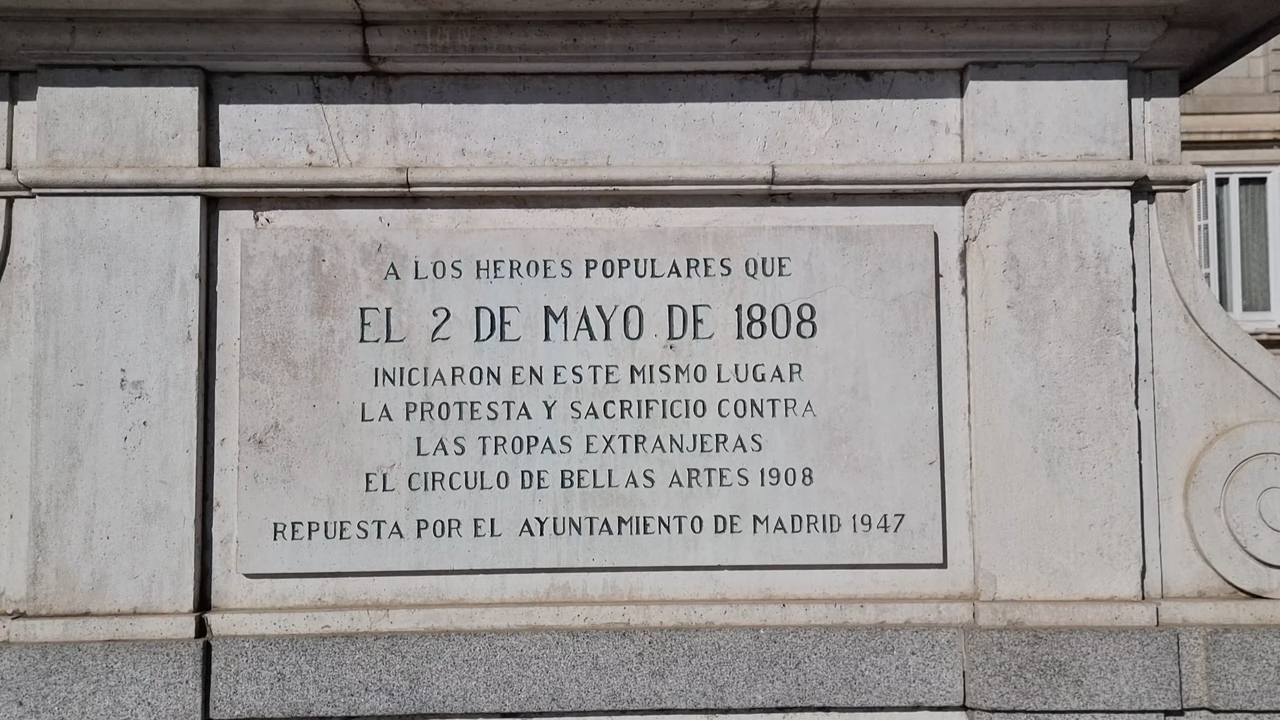 A LOS HEROES POPULARES QUE
EL 2 DE MAYO DE 1808
INICIARON EN ESTE MISMO LUGAR
LA PROTESTA Y SACRIFICIO CONTRA
LAS TROPAS EXTRANJERAS
EL CIRCULO DE BELLAS ARTES 1908
REPUESTA POR EL AYUNTAMIENTO DE MADRID 1947